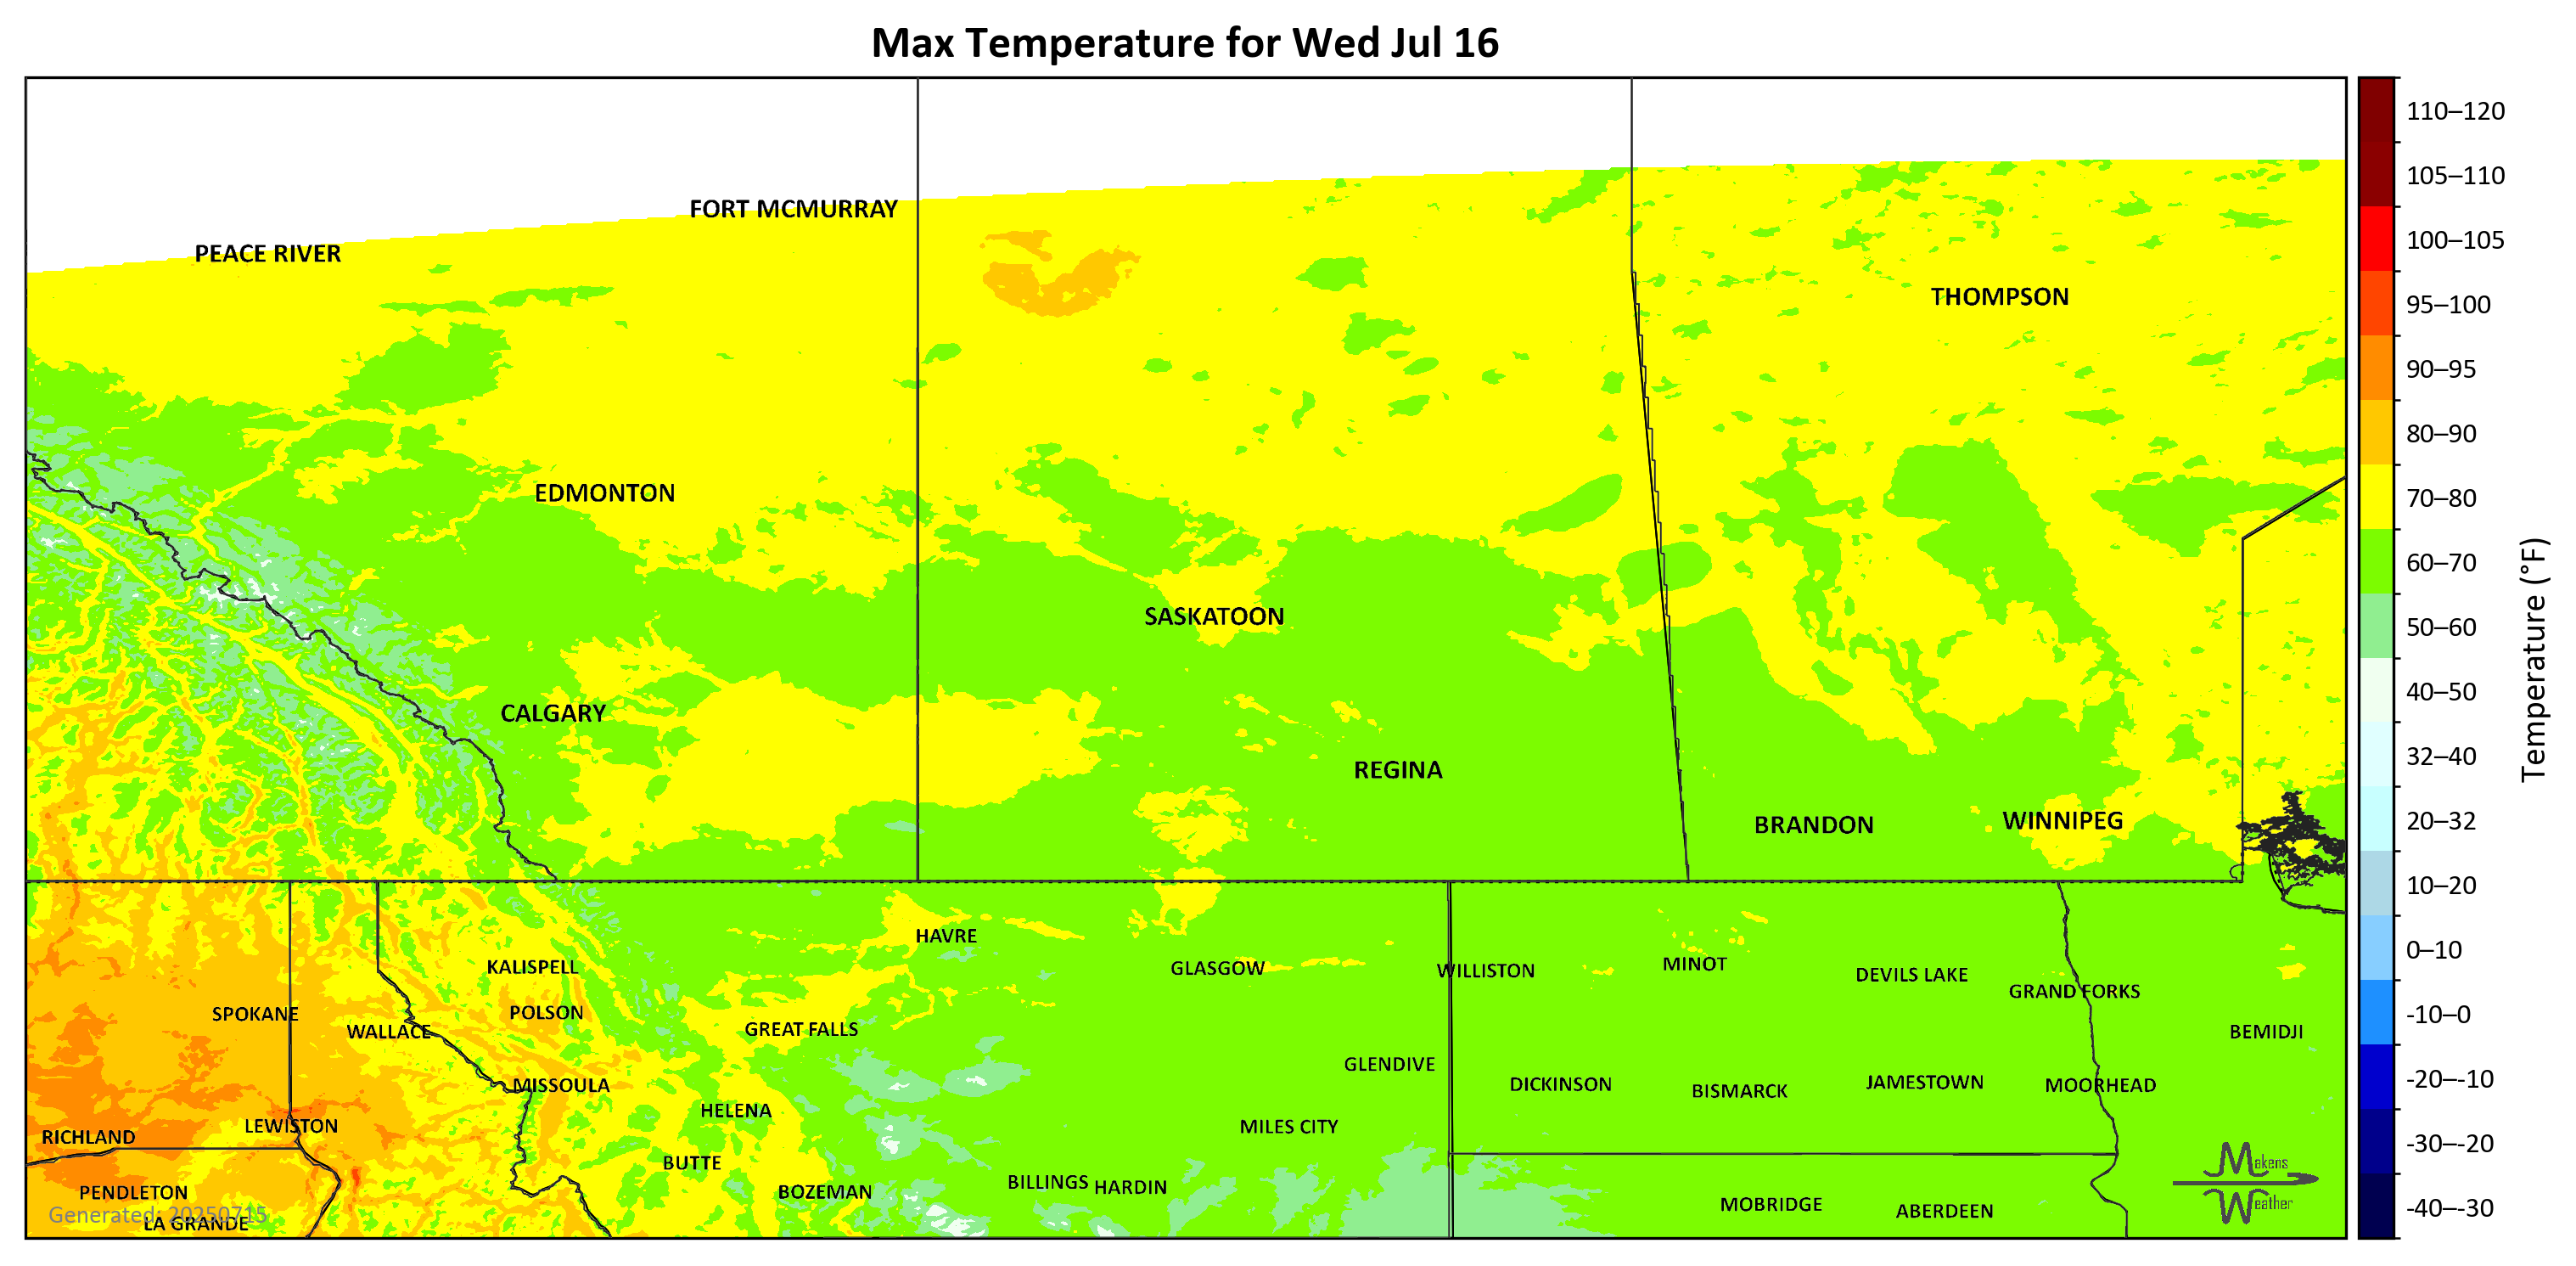 Max Temperature for Wed Jul 16
FORT MCMURRAY
PEACE RIVER
THOMPSON
EDMONTON
SASKATOON
CALGARY
REGINA
BRANDON
WINNIPEG
HAVRE
KALISPELL
GLASGOW
WILLISTON
MINOT
DEVILS LAKE
GRAND FORKS
SPOKANE
POLSON
WALLACE
GREAT FALLS
BEMIDJI
GLENDIVE
MISSOULA
DICKINSON
BISMARCK
JAMESTOWN
MOORHEAD
HELENA
LEWISTON
MILES CITY
RICHLAND
BUTTE
BILLINGS
HARDIN
BOZEMAN
PENDLETON
MOBRIDGE
ABERDEEN
Generated: 20250715
LA GRANDE
Makens
Weather
110–120
105–110
100–105
95–100
90–95
80–90
70–80
60–70
50–60
40–50
32–40
20–32
10–20
0–10
-10–0
-20–-10
-30–-20
-40–-30
Temperature (°F)